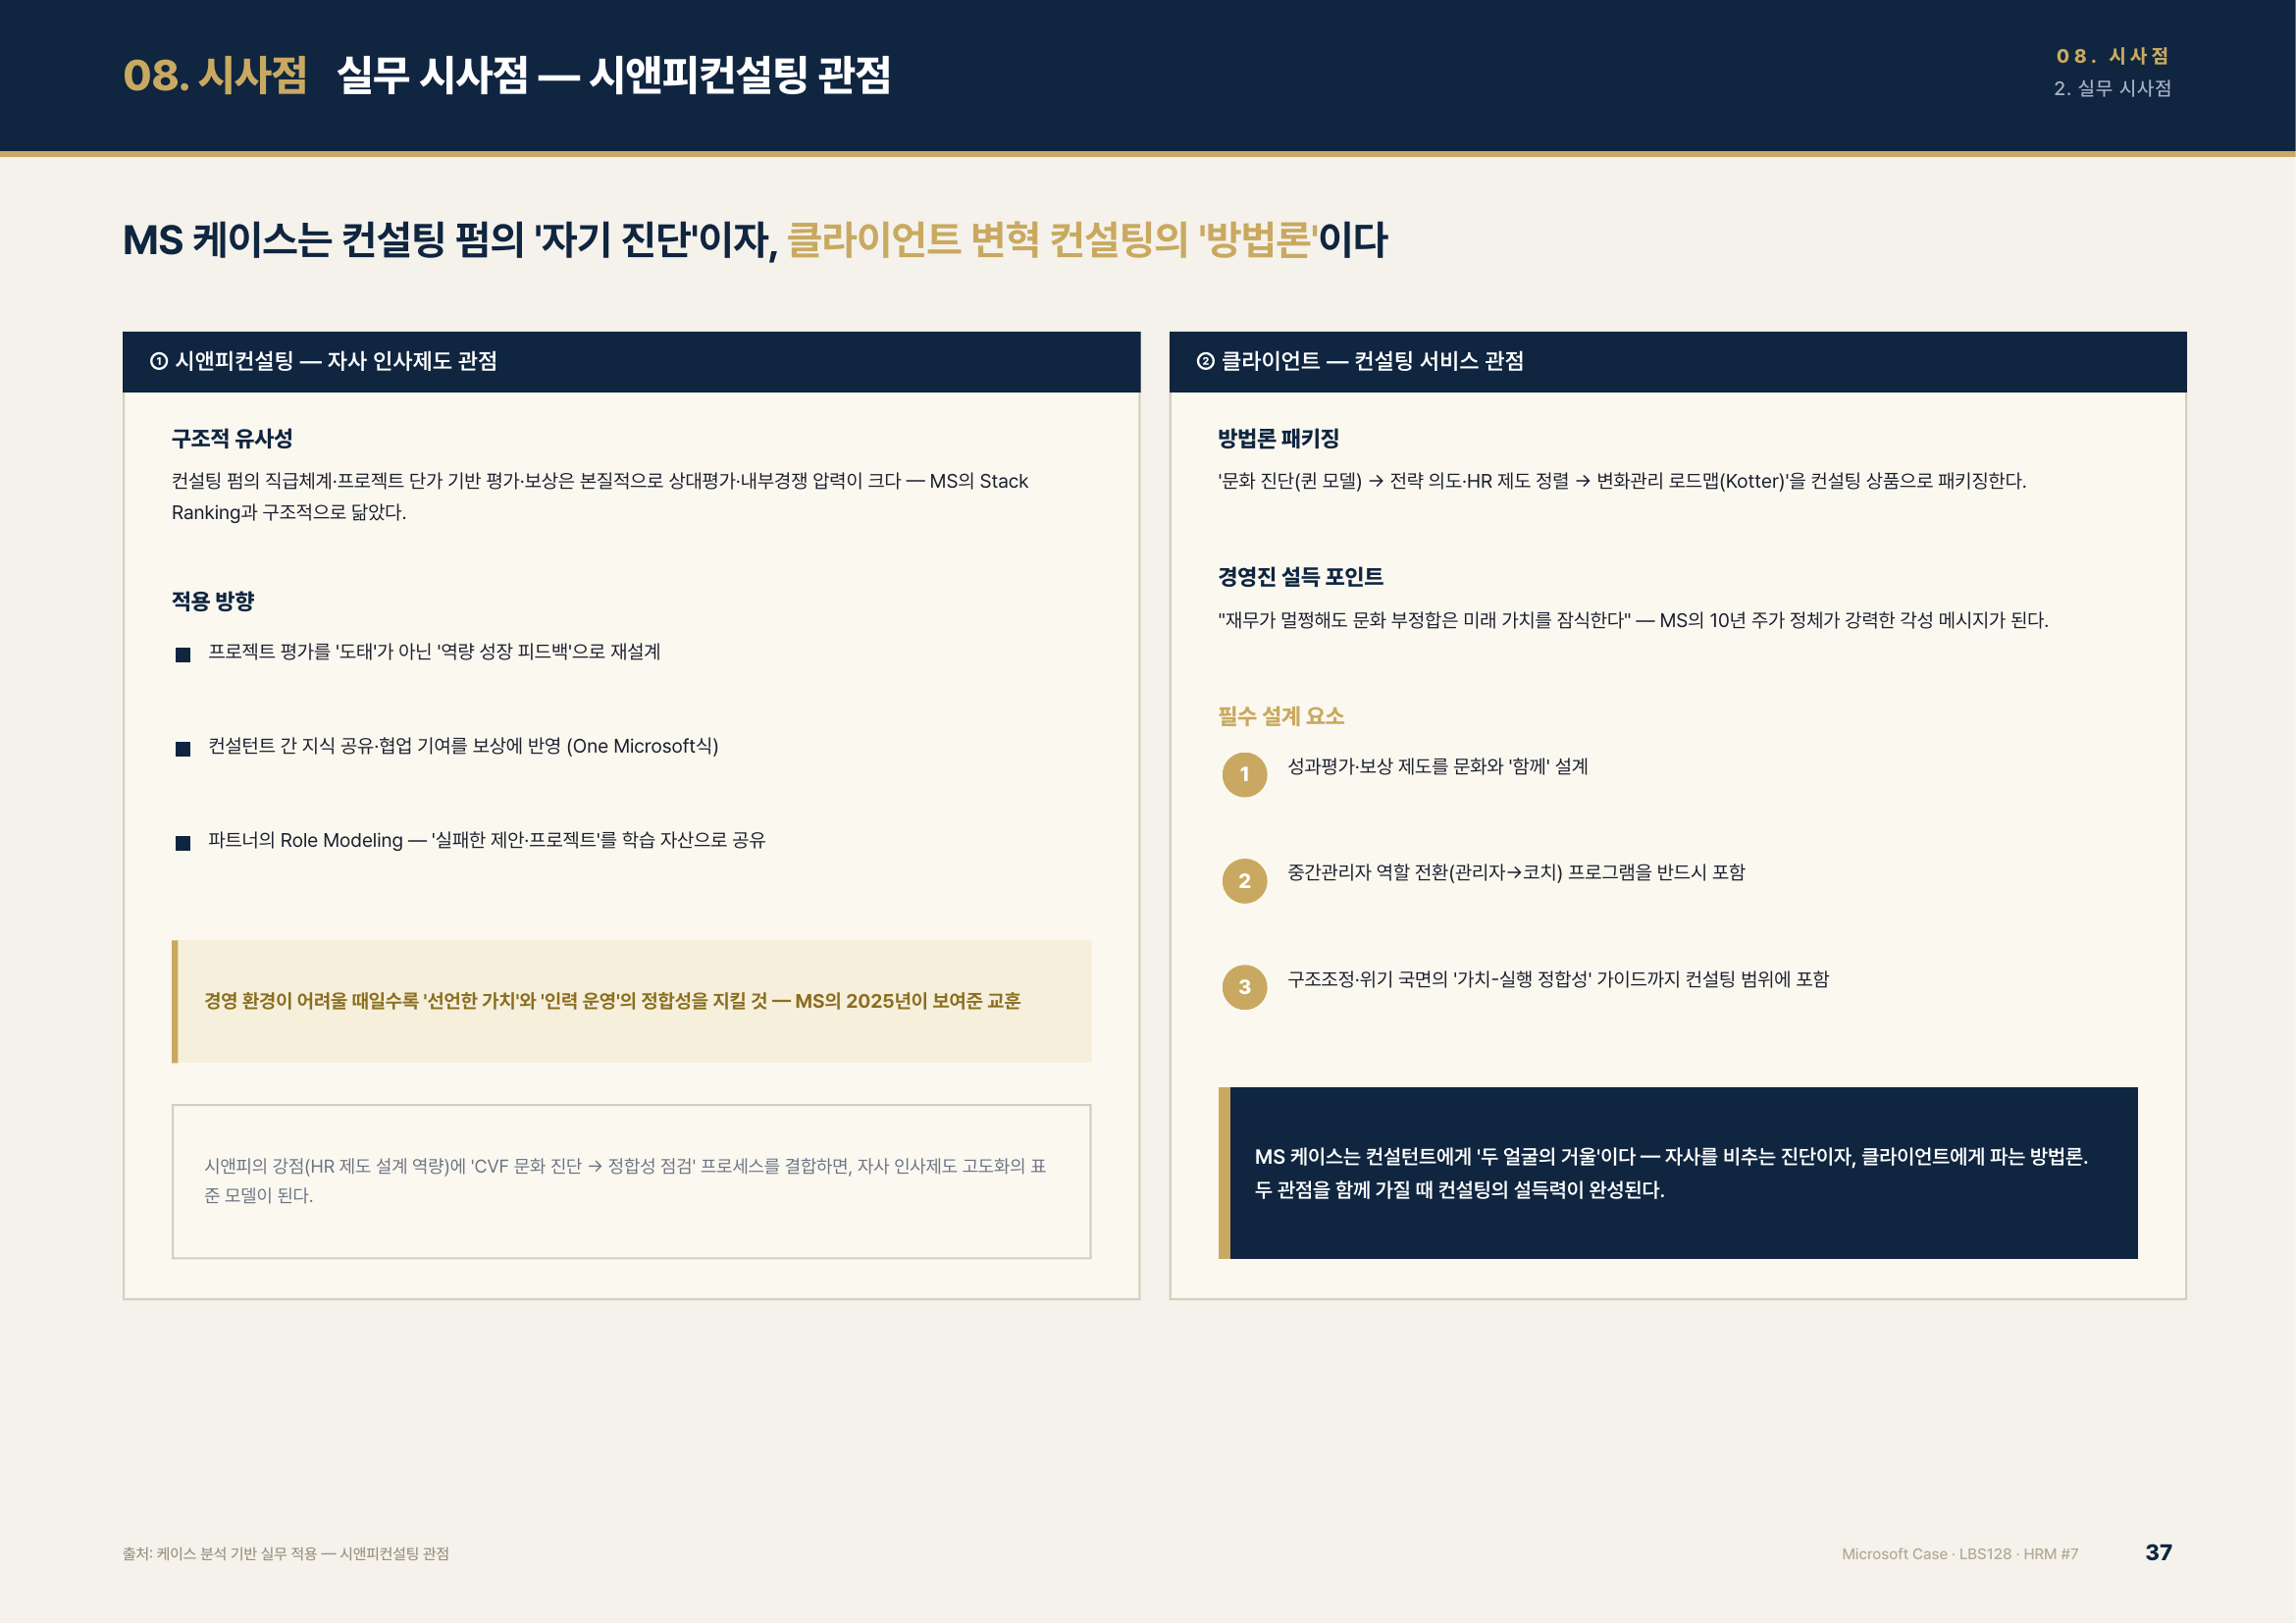 08. 시사점 실무 시사점 — 시앤피컨설팅 관점
08. 시사점
2. 실무 시사점
MS 케이스는 컨설팅 펌의 '자기 진단'이자, 클라이언트 변혁 컨설팅의 '방법론'이다
① 시앤피컨설팅 — 자사 인사제도 관점
구조적 유사성
컨설팅 펌의 직급체계·프로젝트 단가 기반 평가·보상은 본질적으로 상대평가·내부경쟁 압력이 크다 — MS의 Stack
Ranking과 구조적으로 닮았다.
적용 방향
■ 프로젝트 평가를 '도태'가 아닌 '역량 성장 피드백'으로 재설계
■ 컨설턴트 간 지식 공유·협업 기여를 보상에 반영 (One Microsoft식)
■ 파트너의 Role Modeling — '실패한 제안·프로젝트'를 학습 자산으로 공유
경영 환경이 어려울 때일수록 '선언한 가치'와 '인력 운영'의 정합성을 지킬 것 — MS의 2025년이 보여준 교훈
시앤피의 강점(HR 제도 설계 역량)에 'CVF 문화 진단 → 정합성 점검' 프로세스를 결합하면, 자사 인사제도 고도화의 표
준 모델이 된다.
② 클라이언트 — 컨설팅 서비스 관점
방법론 패키징
'문화 진단(퀸 모델) → 전략 의도·HR 제도 정렬 → 변화관리 로드맵(Kotter)'을 컨설팅 상품으로 패키징한다.
경영진 설득 포인트
"재무가 멀쩡해도 문화 부정합은 미래 가치를 잠식한다" — MS의 10년 주가 정체가 강력한 각성 메시지가 된다.
필수 설계 요소
1 성과평가·보상 제도를 문화와 '함께' 설계
2 중간관리자 역할 전환(관리자→코치) 프로그램을 반드시 포함
3 구조조정·위기 국면의 '가치-실행 정합성' 가이드까지 컨설팅 범위에 포함
MS 케이스는 컨설턴트에게 '두 얼굴의 거울'이다 — 자사를 비추는 진단이자, 클라이언트에게 파는 방법론.
두 관점을 함께 가질 때 컨설팅의 설득력이 완성된다.
출처: 케이스 분석 기반 실무 적용 — 시앤피컨설팅 관점
Microsoft Case · LBS128 · HRM #7
37